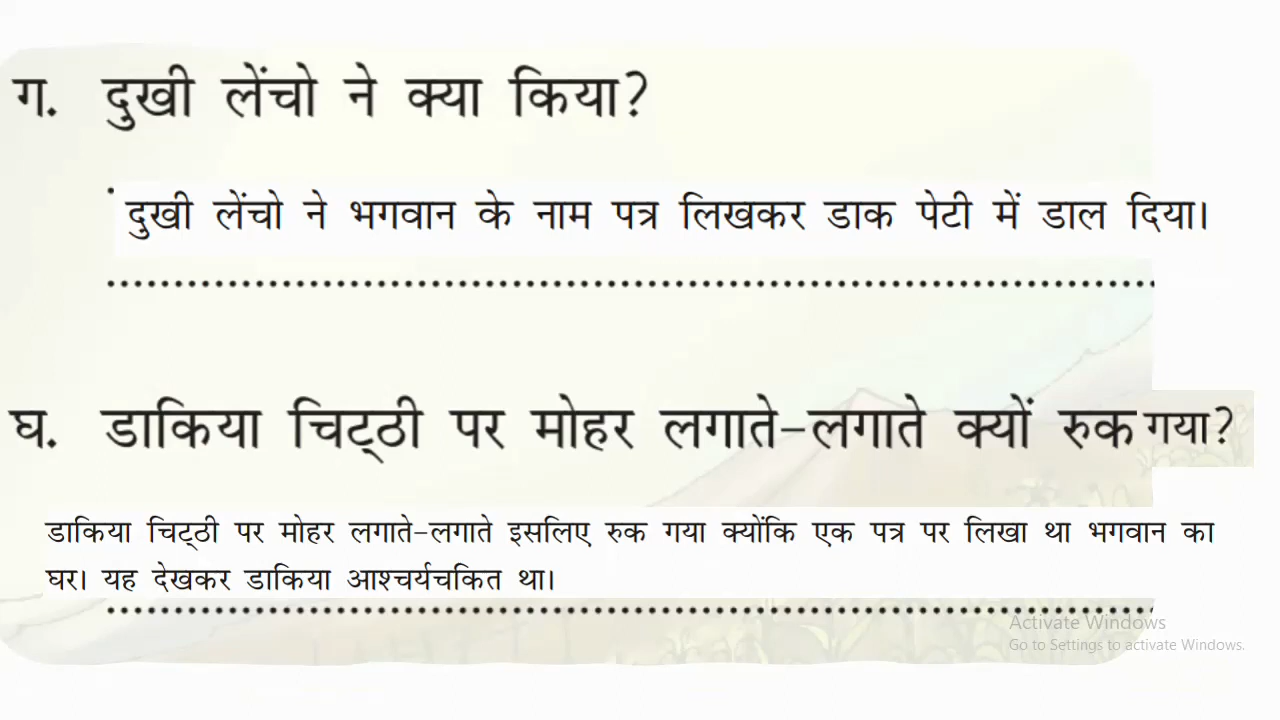 ग. दुखी लेंचो ने क्या किया?
दुखी लेंचो ने भगवान के नाम पत्र लिखकर डाक पेटी में डाल दिया।
घ. डाकिया चिट्ठी पर मोहर लगाते-लगाते क्यों रुक गया?
डाकिया चिट्ठी पर मोहर लगाते-लगाते इसलिए रुक गया क्योंकि एक पत्र पर लिखा था भगवान का
घर। यह देखकर डाकिया आश्चर्यचकित था।
Activate Windows
Go to Settings to activate Windows.